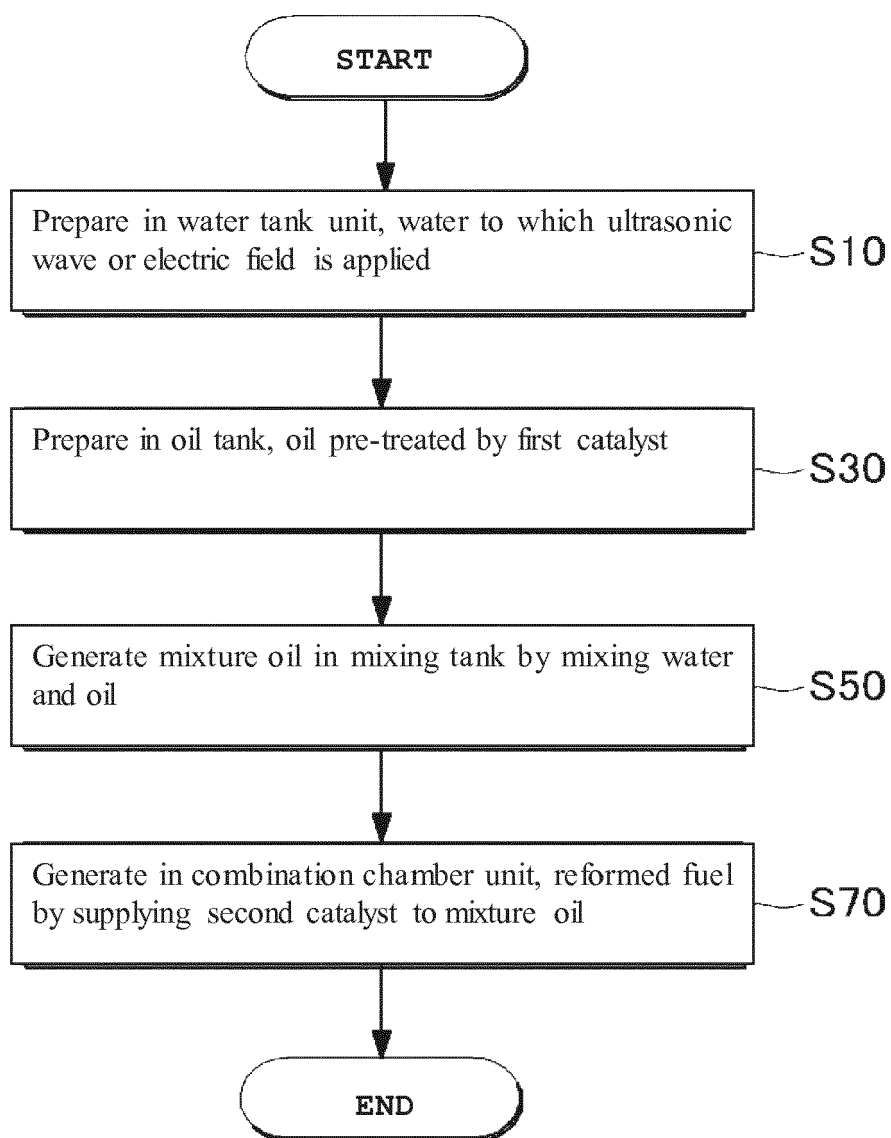 START
Prepare in water tank unit, water to which ultrasonic
wave or electric field is applied
S10
Prepare in oil tank, oil pre-treated by first catalyst
S30
Generate mixture oil in mixing tank by mixing water
and oil
S50
Generate in combination chamber unit, reformed fuel
by supplying second catalyst to mixture oil
S70
END